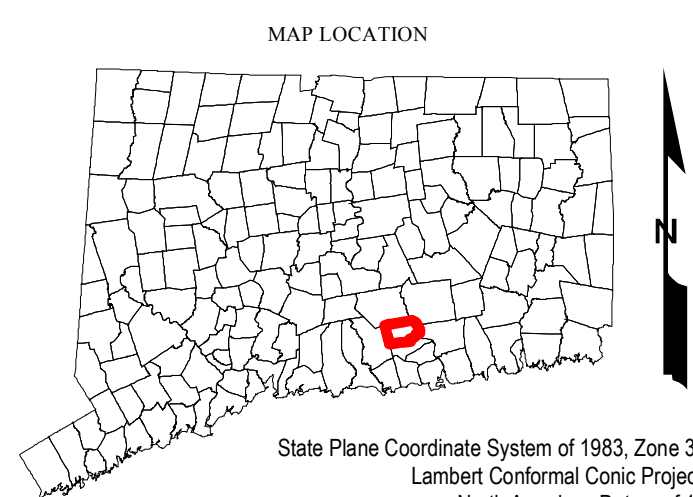 MAP LOCATION
N
State Plane Coordinate System of 1983, Zone 3
Lambert Conformal Conic Projec